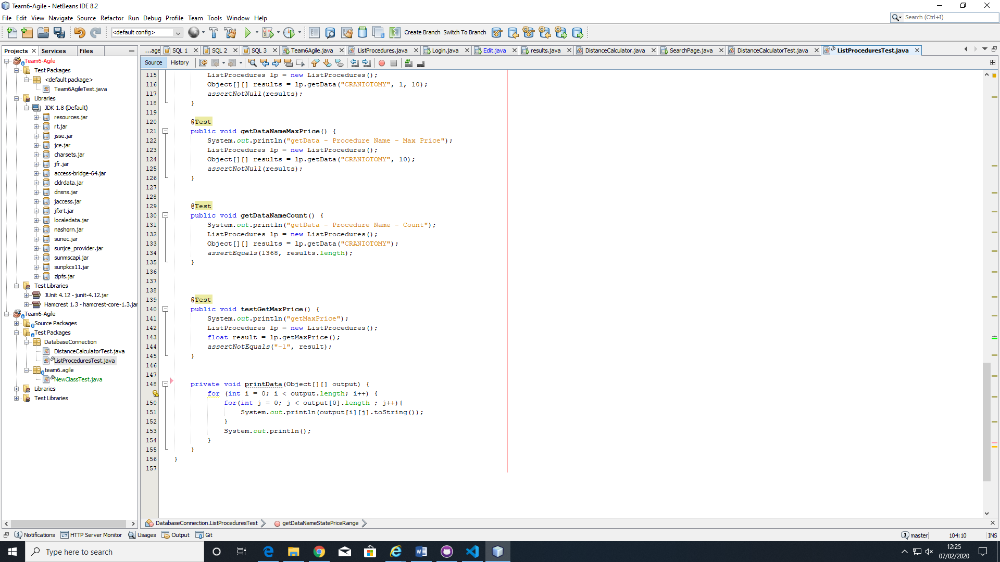 Team6-Agile - NetBeans IDE 8.2
File Edit View Navigate Source Refactor Run Debug Profile Team Tools Window Help
Search (Ctrl+I)
<default config>
Create Branch Switch To Branch
Projects Services Files
...age SQL 1 SQL 2 SQL 3 Team6Agile.java ListProcedures.java Login.java Edit.java results.java DistanceCalculator.java SearchPage.java DistanceCalculatorTest.java ListProceduresTest.java
Source History
Team6-Agile
Test Packages
<default package>
Team6AgileTest.java
Libraries
JDK 1.8 (Default)
resources.jar
rt.jar
jsse.jar
jce.jar
charsets.jar
jfr.jar
access-bridge-64.jar
cldrdata.jar
dnsns.jar
jaccess.jar
jfxrt.jar
localedata.jar
nashorn.jar
sunec.jar
sunjce_provider.jar
sunmscapi.jar
sunpkcs11.jar
zipfs.jar
Test Libraries
JUnit 4.12 - junit-4.12.jar
Hamcrest 1.3 - hamcrest-core-1.3.jar
Team6-Agile
Source Packages
Test Packages
DatabaseConnection
DistanceCalculatorTest.java
ListProceduresTest.java
team6.agile
NewClassTest.java
Libraries
Test Libraries
115 ListProcedures lp = new ListProcedures();
116 Object[][] results = lp.getData("CRANIOTOMY", 1, 10);
117 assertNotNull(results);
118 }
119
120 @Test
121 public void getDataNameMaxPrice() {
122 System.out.println("getData - Procedure Name - Max Price");
123 ListProcedures lp = new ListProcedures();
124 Object[][] results = lp.getData("CRANIOTOMY", 10);
125 assertNotNull(results);
126 }
127
128
129 @Test
130 public void getDataNameCount() {
131 System.out.println("getData - Procedure Name - Count");
132 ListProcedures lp = new ListProcedures();
133 Object[][] results = lp.getData("CRANIOTOMY");
134 assertEquals(1368, results.length);
135 }
136
137
138
139 @Test
140 public void testGetMaxPrice() {
141 System.out.println("getMaxPrice");
142 ListProcedures lp = new ListProcedures();
143 float result = lp.getMaxPrice();
144 assertNotEquals("-1", result);
145 }
146
147
148 private void printData(Object[][] output) {
for (int i = 0; i < output.length; i++) {
150 for(int j = 0; j < output[0].length ; j++){
151 System.out.println(output[i][j].toString());
152 }
153 System.out.println();
154 }
155 }
156 }
157
DatabaseConnection.ListProceduresTest getDataNameStatePriceRange
Notifications HTTP Server Monitor Usages Output Git
1 master 104:10 INS
Type here to search
12:25
07/02/2020